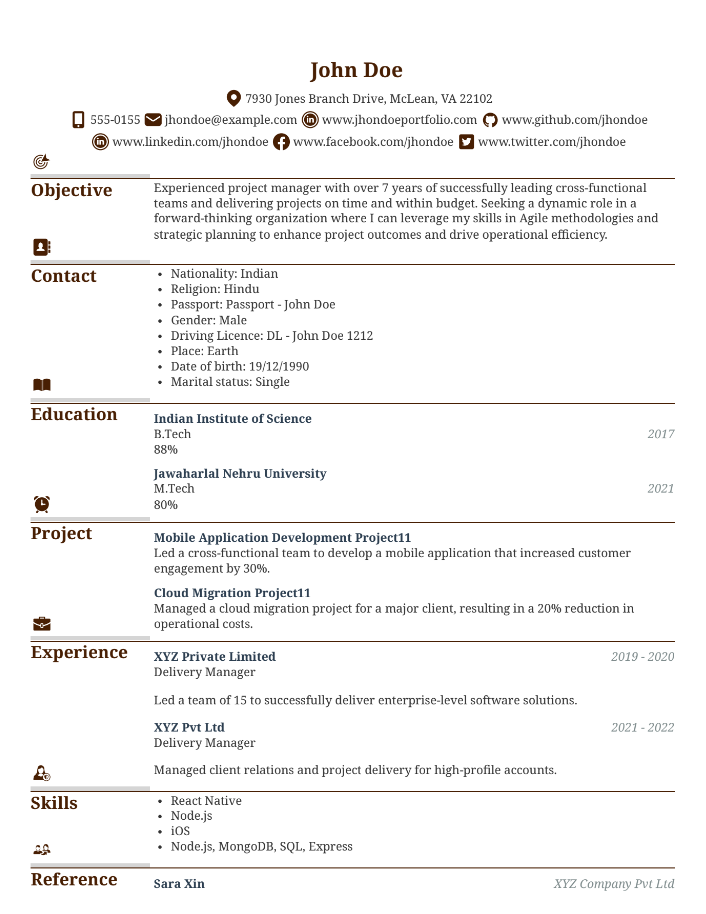 John Doe
7930 Jones Branch Drive, McLean, VA 22102
555-0155 jhondoe@example.com www.jhondoeportfolio.com www.github.com/jhondoe
www.linkedin.com/jhondoe www.facebook.com/jhondoe www.twitter.com/jhondoe
Objective
Experienced project manager with over 7 years of successfully leading cross-functional
teams and delivering projects on time and within budget. Seeking a dynamic role in a
forward-thinking organization where I can leverage my skills in Agile methodologies and
strategic planning to enhance project outcomes and drive operational efficiency.
Contact
• Nationality: Indian
• Religion: Hindu
• Passport: Passport - John Doe
• Gender: Male
• Driving Licence: DL - John Doe 1212
• Place: Earth
• Date of birth: 19/12/1990
• Marital status: Single
Education
Indian Institute of Science
B.Tech 2017
88%
Jawaharlal Nehru University
M.Tech 2021
80%
Project
Mobile Application Development Project11
Led a cross-functional team to develop a mobile application that increased customer
engagement by 30%.
Cloud Migration Project11
Managed a cloud migration project for a major client, resulting in a 20% reduction in
operational costs.
Experience
XYZ Private Limited 2019 - 2020
Delivery Manager
Led a team of 15 to successfully deliver enterprise-level software solutions.
XYZ Pvt Ltd 2021 - 2022
Delivery Manager
Managed client relations and project delivery for high-profile accounts.
Skills
• React Native
• Node.js
• iOS
• Node.js, MongoDB, SQL, Express
Reference
Sara Xin XYZ Company Pvt Ltd